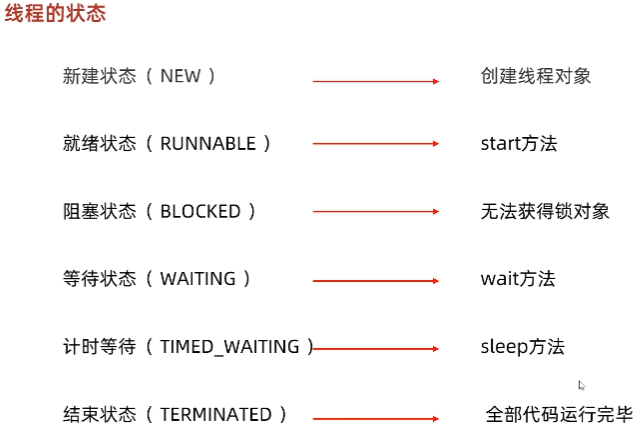 线程的状态
新建状态（ NEW ） 创建线程对象
就绪状态（ RUNNABLE ） start方法
阻塞状态（ BLOCKED ） 无法获得锁对象
等待状态（ WAITING ） wait方法
计时等待（ TIMED_WAITING ） sleep方法
结束状态（ TERMINATED ） 全部代码运行完毕